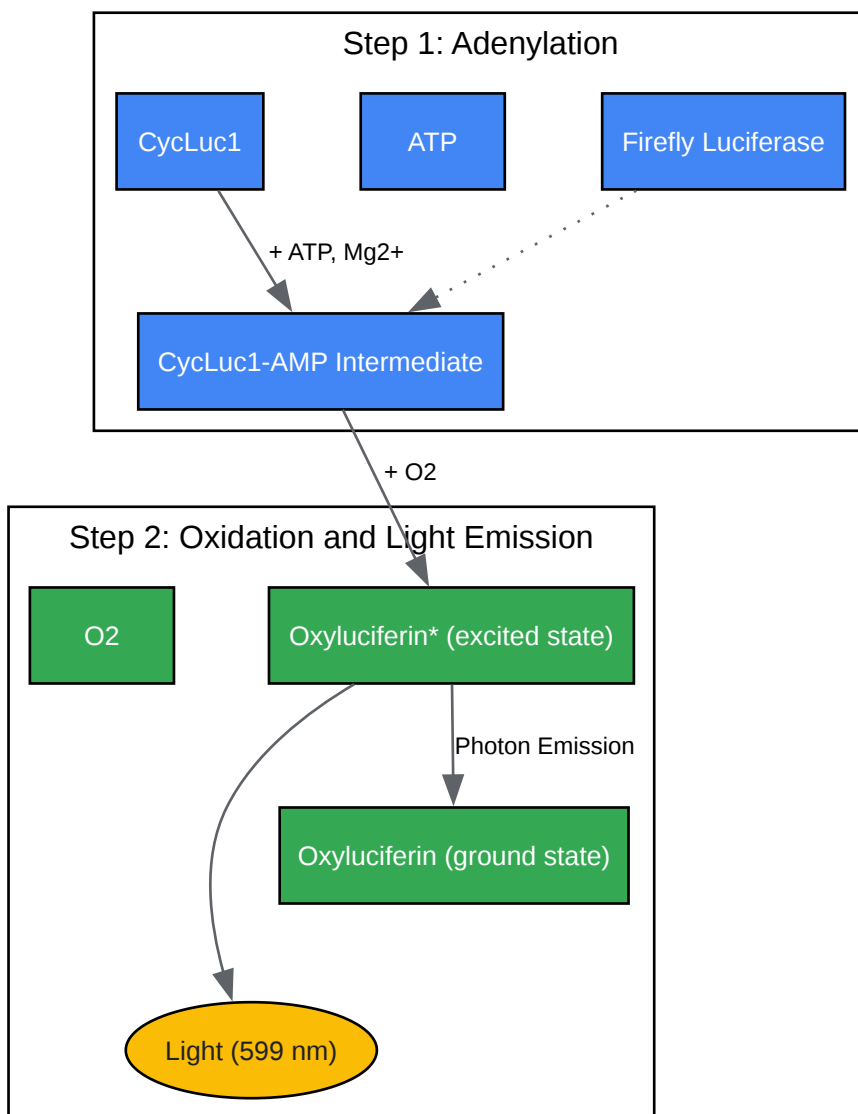 Step 1: Adenylation
CycLuc1
ATP
Firefly Luciferase
+ ATP, Mg2+
CycLuc1-AMP Intermediate
+ O2
Step 2: Oxidation and Light Emission
O2
Oxyluciferin* (excited state)
Photon Emission
Oxyluciferin (ground state)
Light (599 nm)